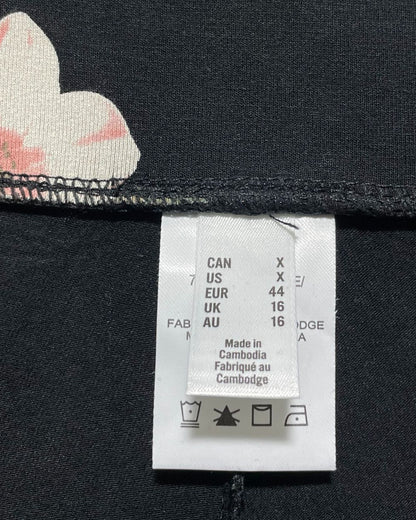 CAN X
US X
EUR 44
UK 16
AU 16
Made in
Cambodia
Fabriqué au
Cambodge